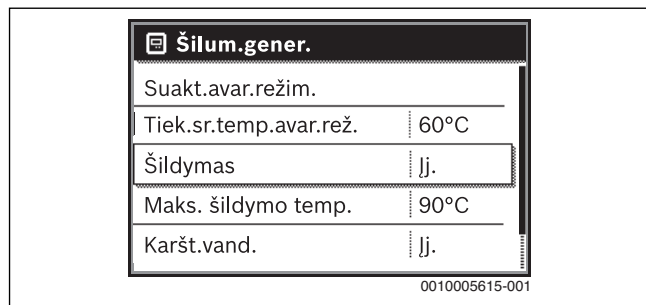 Šilum.gener.
Suakt.avar.režim.
Tiek.sr.temp.avar.rež. 60°C
Šildymas Įj.
Maks. šildymo temp. 90°C
Karšt.vand. Įj.
0010005615-001